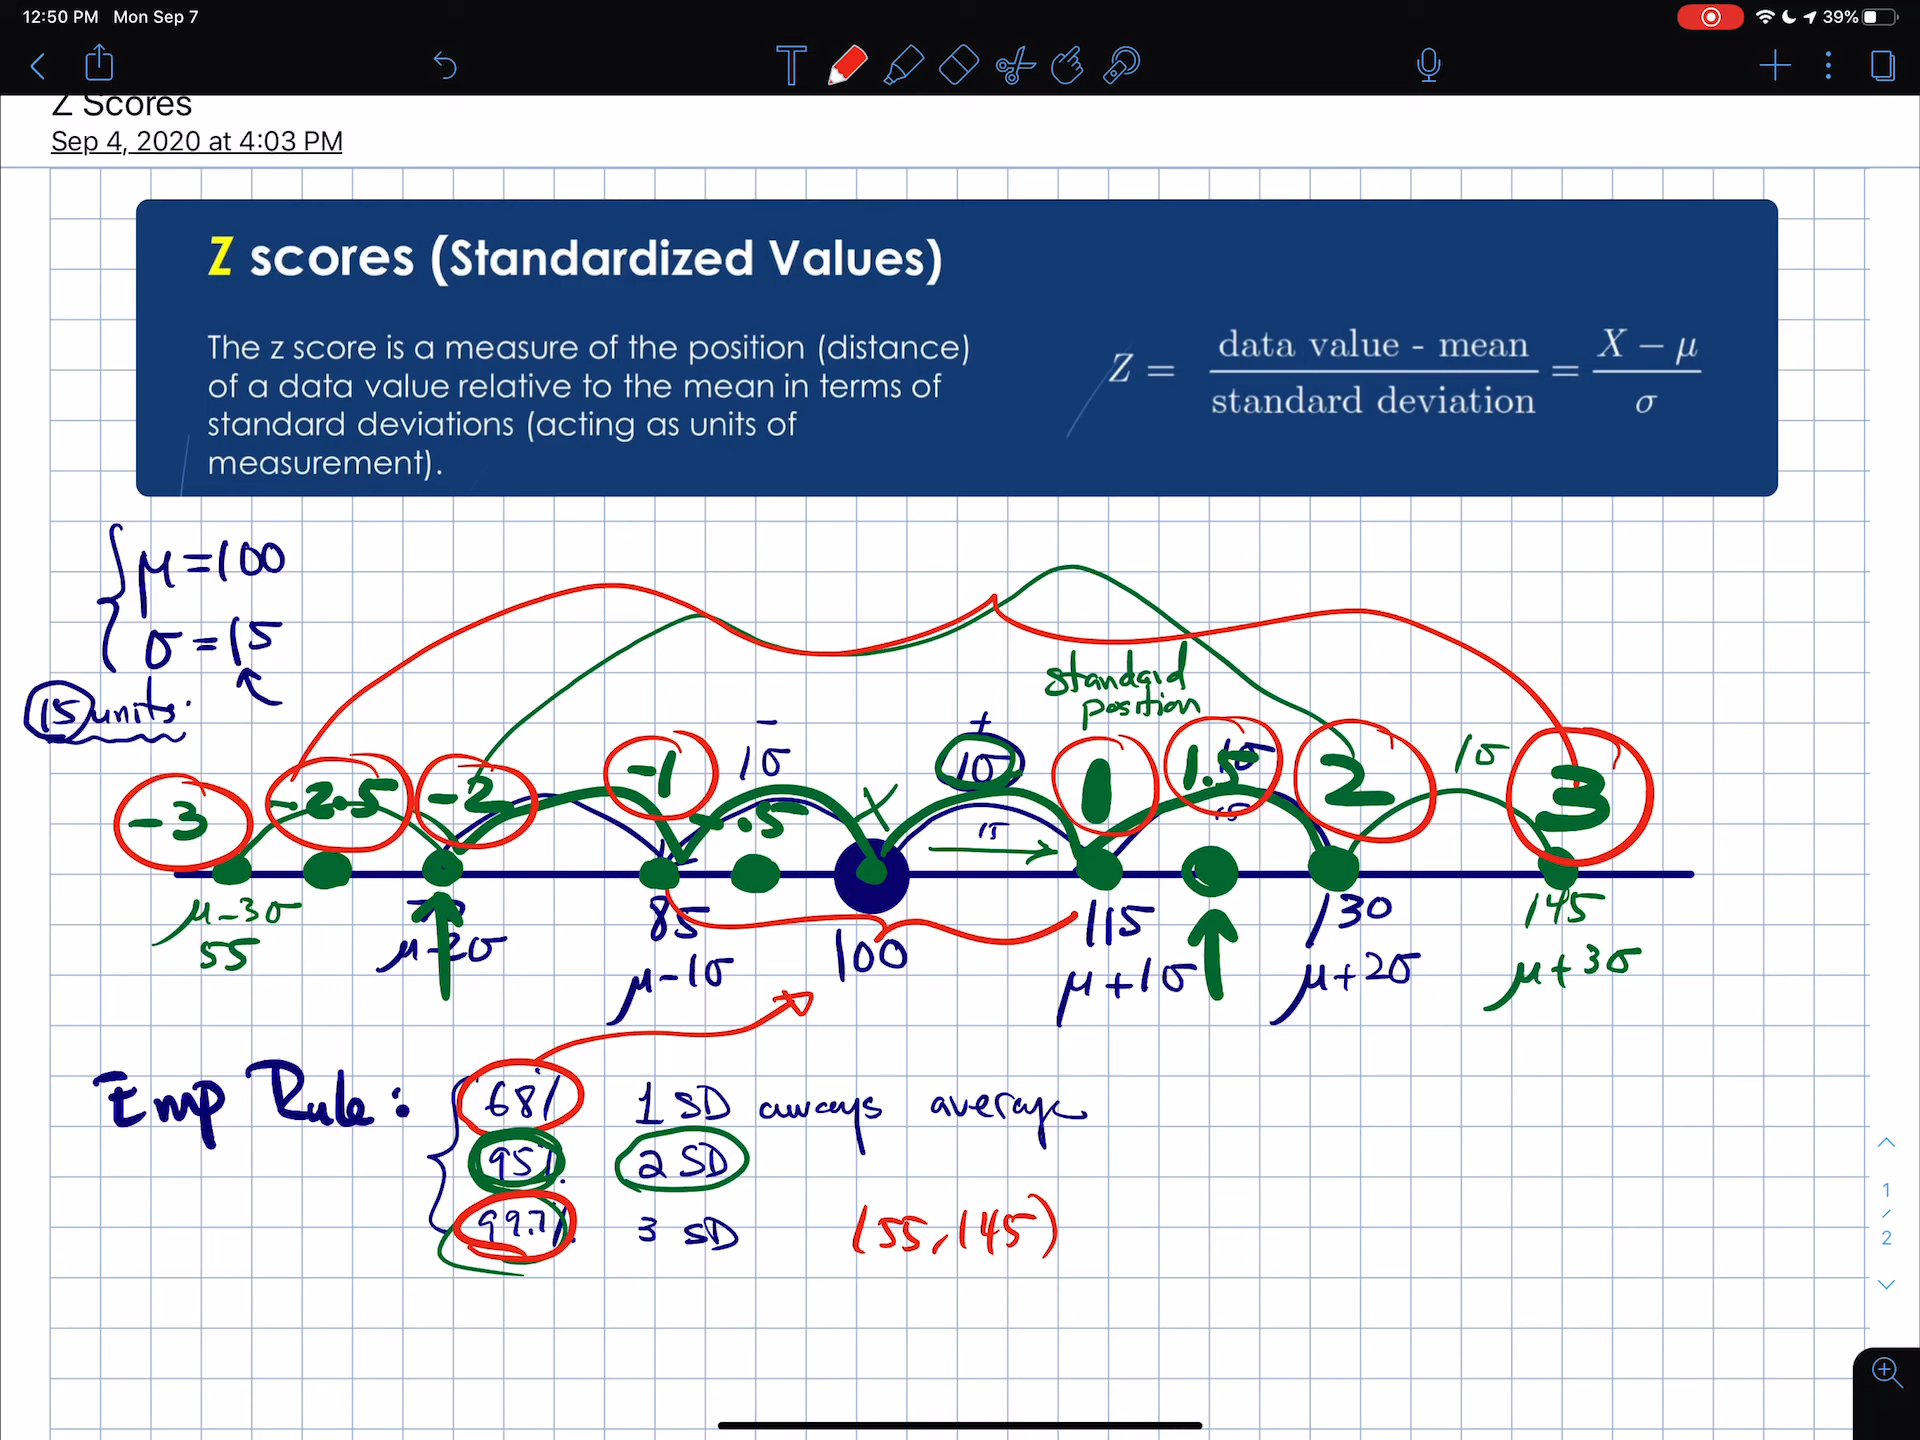 12:50 PM Mon Sep 7
39%
Z Scores
Sep 4, 2020 at 4:03 PM
Z scores (Standardized Values)
The z score is a measure of the position (distance)
of a data value relative to the mean in terms of
standard deviations (acting as units of
measurement).
Z = data value - mean / standard deviation = X − μ / σ
μ = 100
σ = 15
15 units
standard
position
- +
-3 -2.5 -2 -1 1σ -.5 1σ 1 1.5 2 1σ 3
15
μ-3σ μ-2σ 85 100 115 130 145
55 μ-1σ μ+1σ μ+2σ μ+3σ
Emp Rule: 68% 1 SD aways average
95% 2 SD
99.7% 3 SD (55, 145)
1
/
2